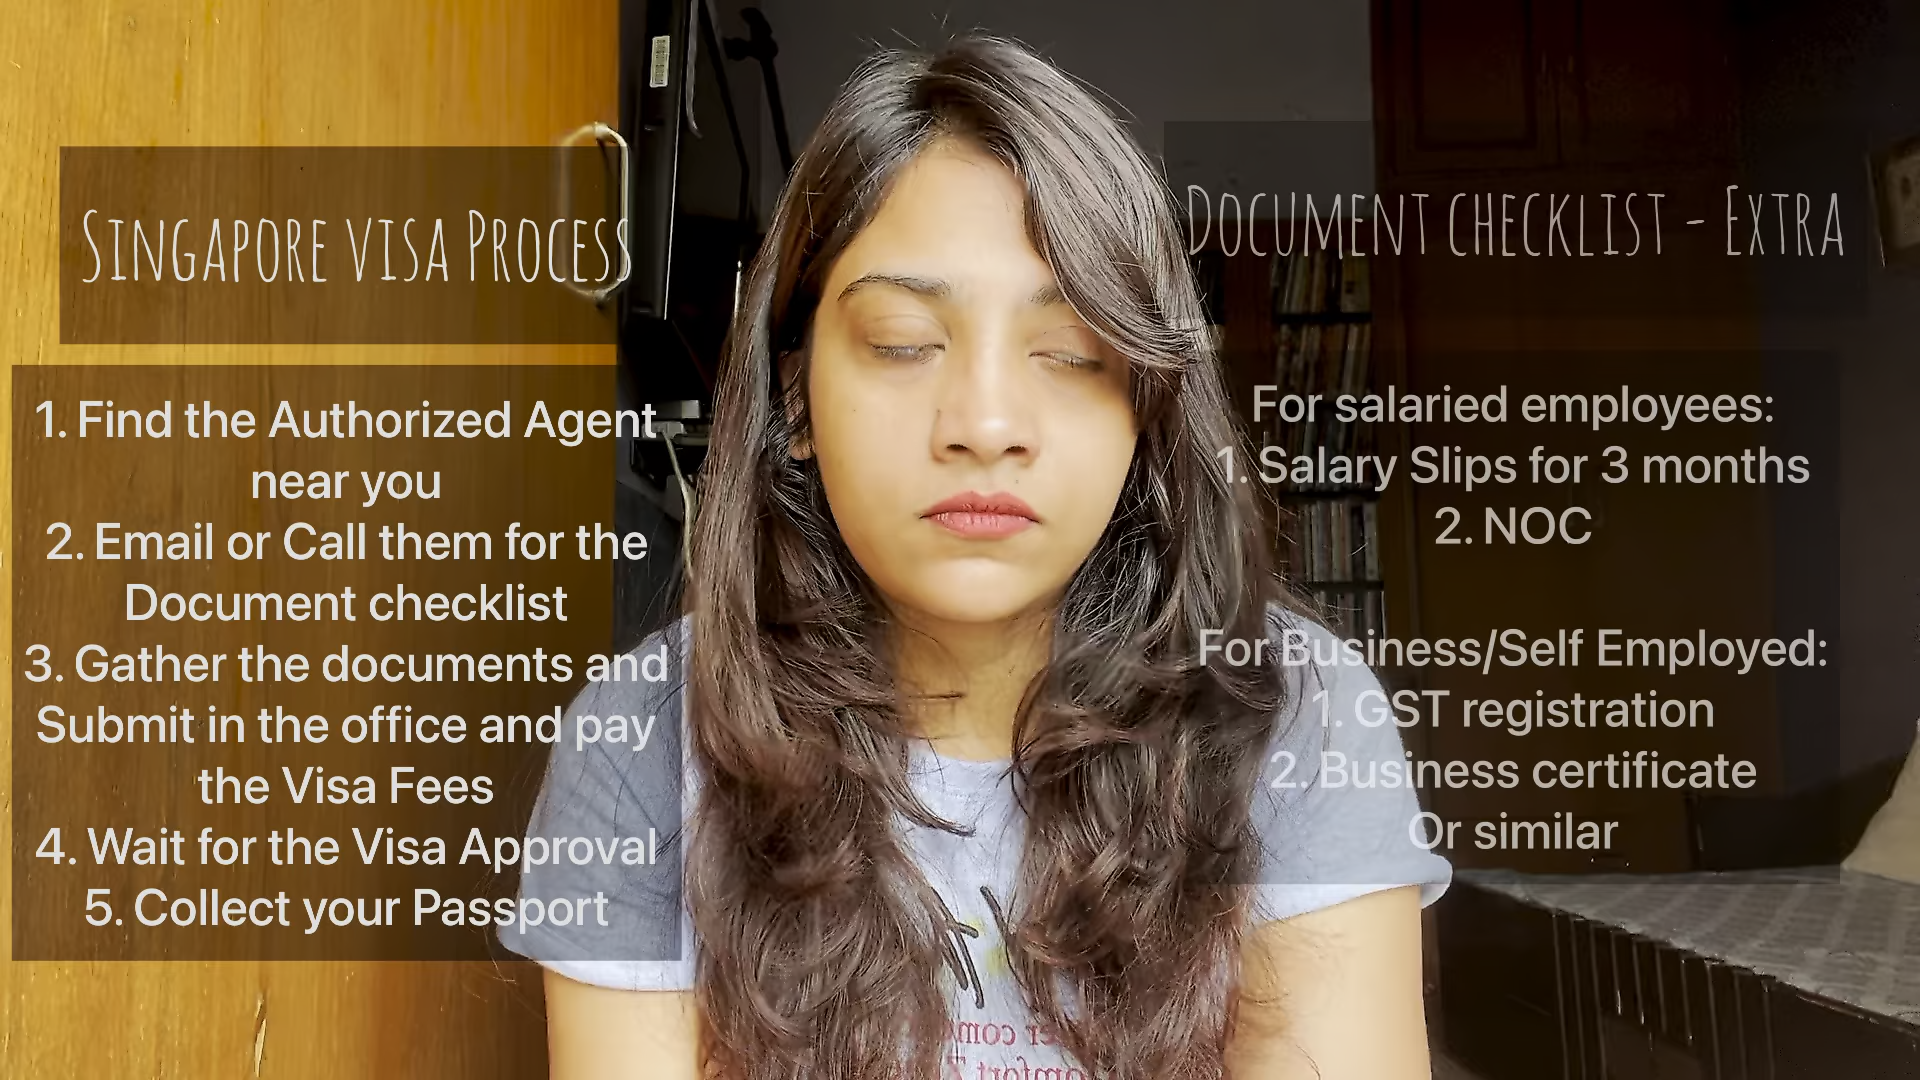 Singapore visa Process
1. Find the Authorized Agent
near you
2. Email or Call them for the
Document checklist
3. Gather the documents and
Submit in the office and pay
the Visa Fees
4. Wait for the Visa Approval
5. Collect your Passport
Document checklist - Extra
For salaried employees:
1. Salary Slips for 3 months
2. NOC
For Business/Self Employed:
1. GST registration
2. Business certificate
Or similar